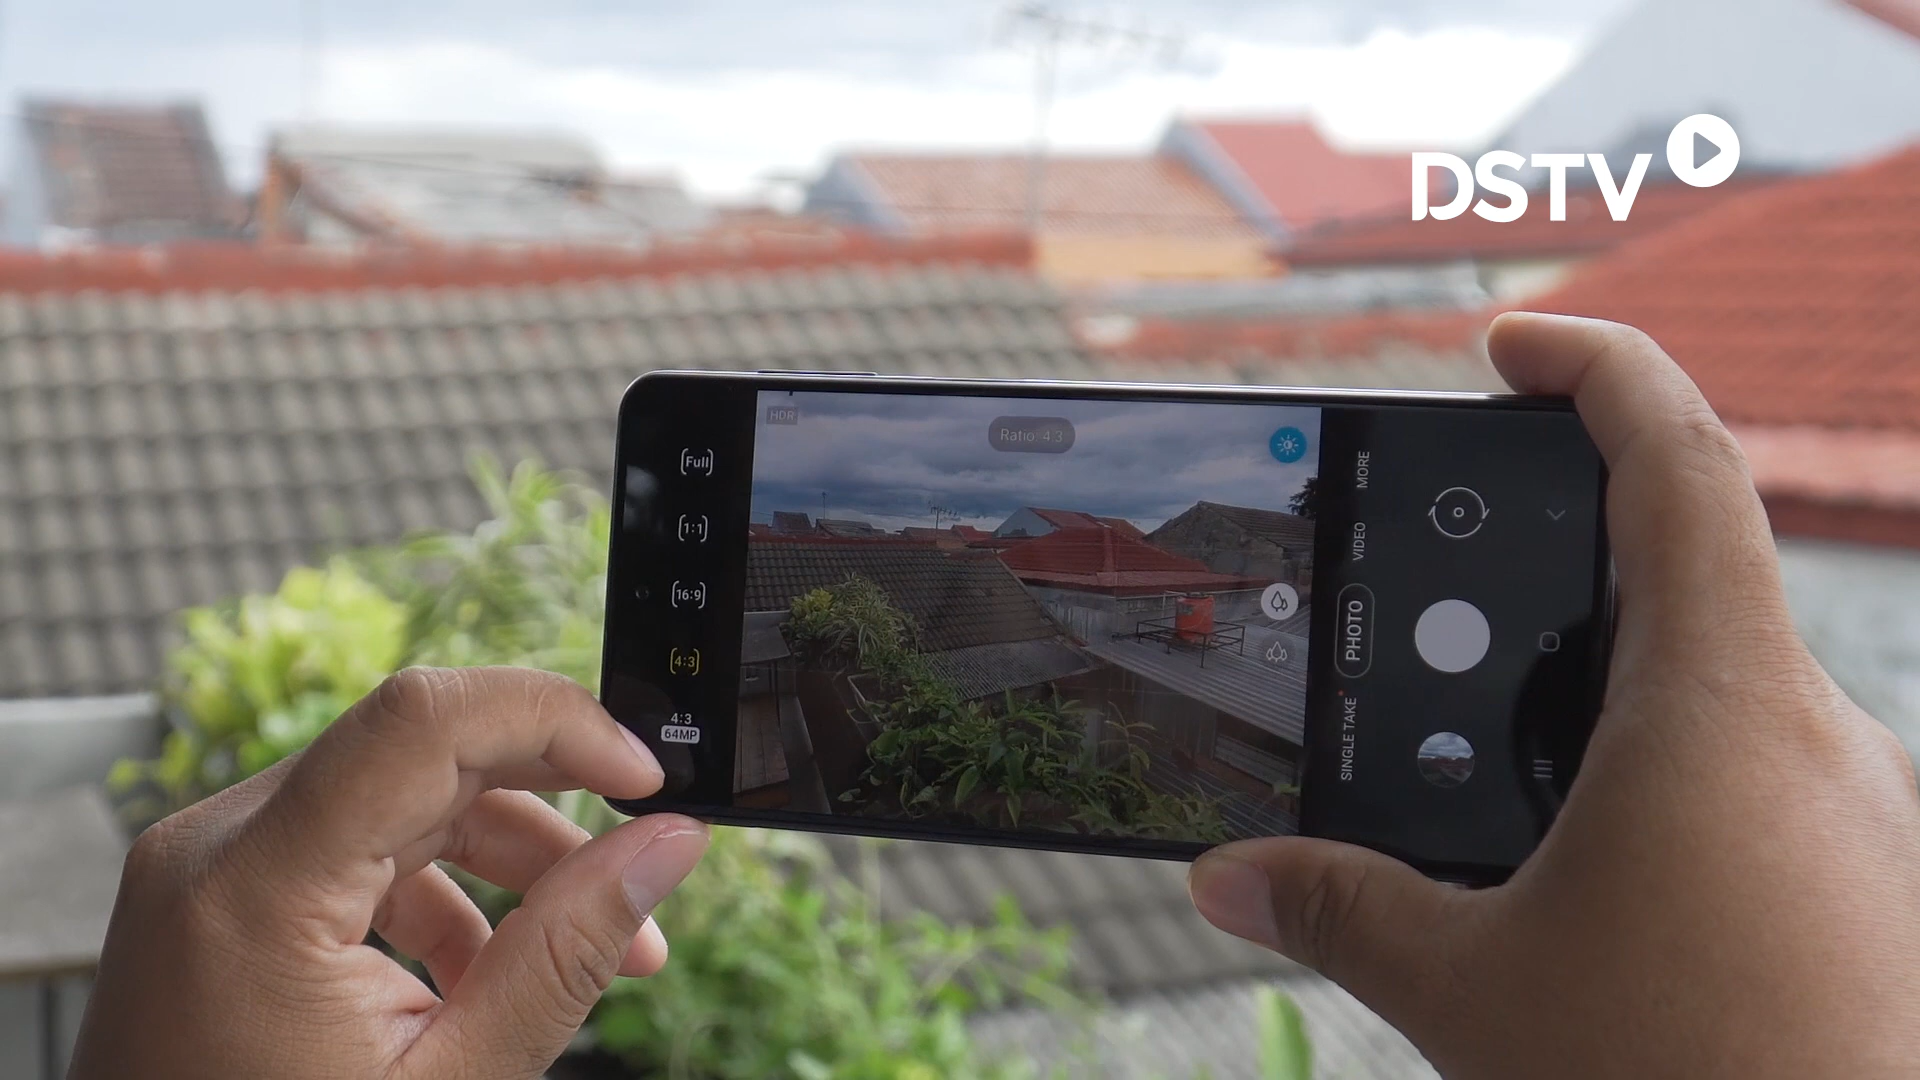 DSTV
HDR
Ratio: 4:3
Full
1:1
16:9
4:3
4:3
64MP
MORE
VIDEO
PHOTO
SINGLE TAKE